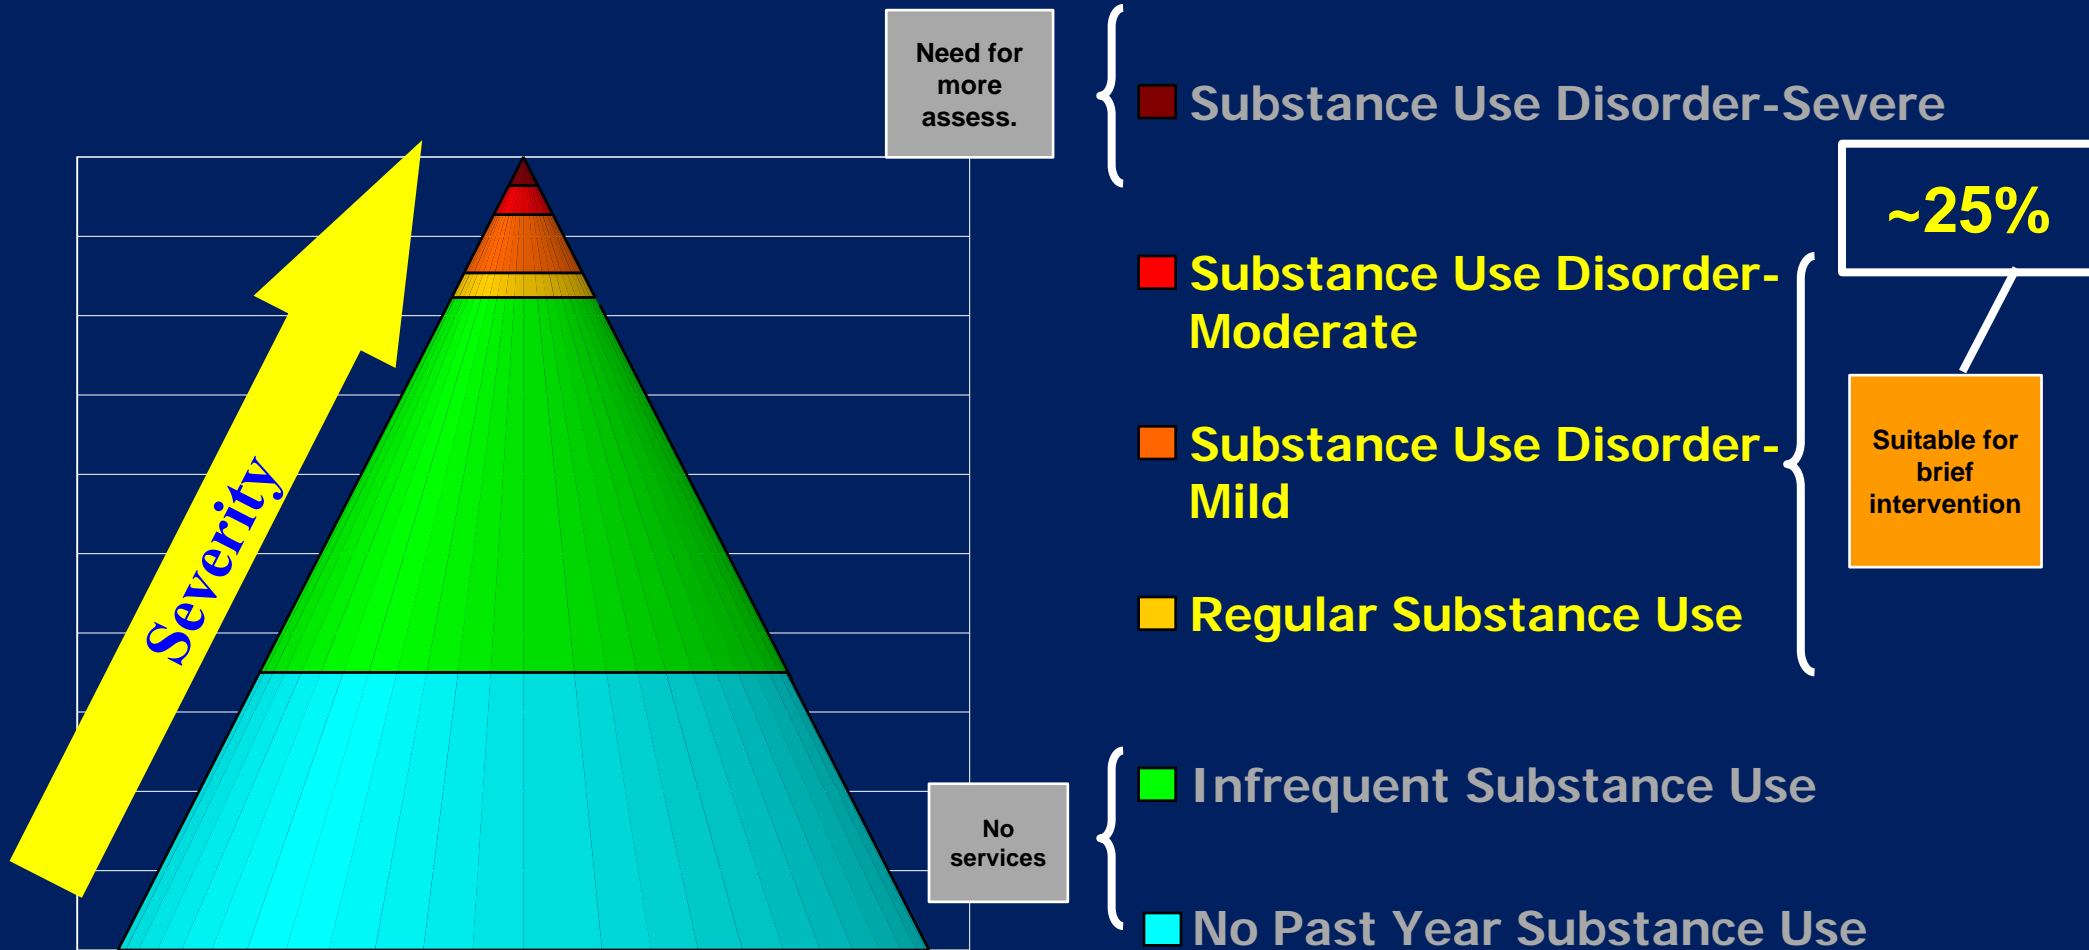 Need for
more
assess.
Substance Use Disorder-Severe
~25%
Substance Use Disorder-
Moderate
Substance Use Disorder-
Mild
Suitable for
brief
intervention
Regular Substance Use
Severity
Infrequent Substance Use
No
services
No Past Year Substance Use